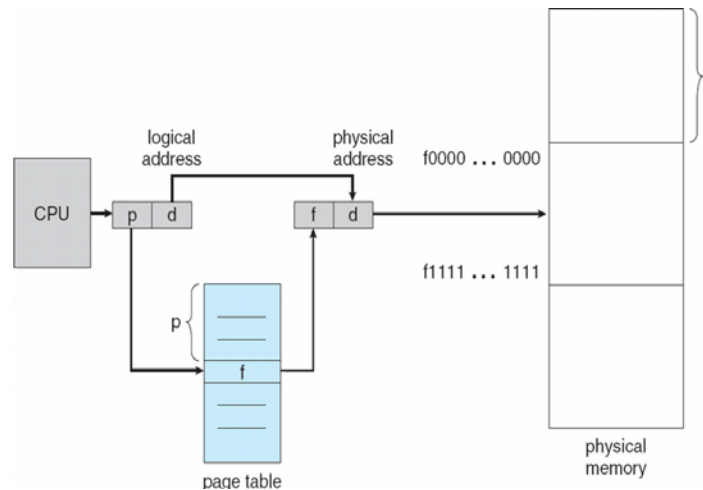 logical
address
physical
address
f0000 ... 0000
CPU
p
d
f
d
f1111 ... 1111
p
f
physical
memory
page table